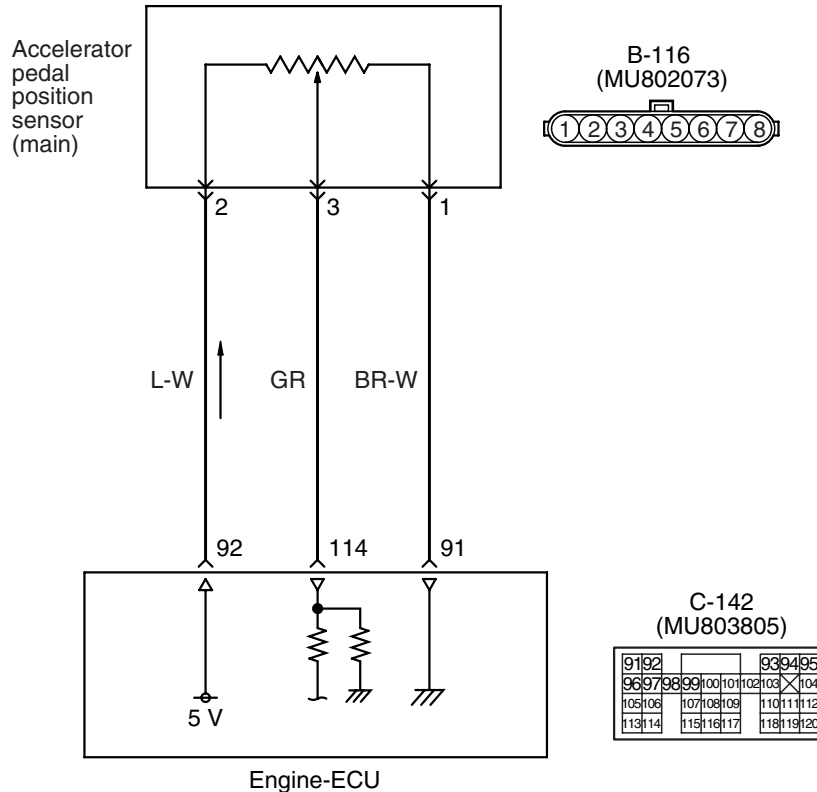 Accelerator
pedal
position
sensor
(main)
B-116
(MU802073)
1 2 3 4 5 6 7 8
2 3 1
L-W GR BR-W
92 114 91
5 V
Engine-ECU
C-142
(MU803805)
91 92 93 94 95
96 97 98 99 100 101 102 103 104
105 106 107 108 109 110 111 112
113 114 115 116 117 118 119 120